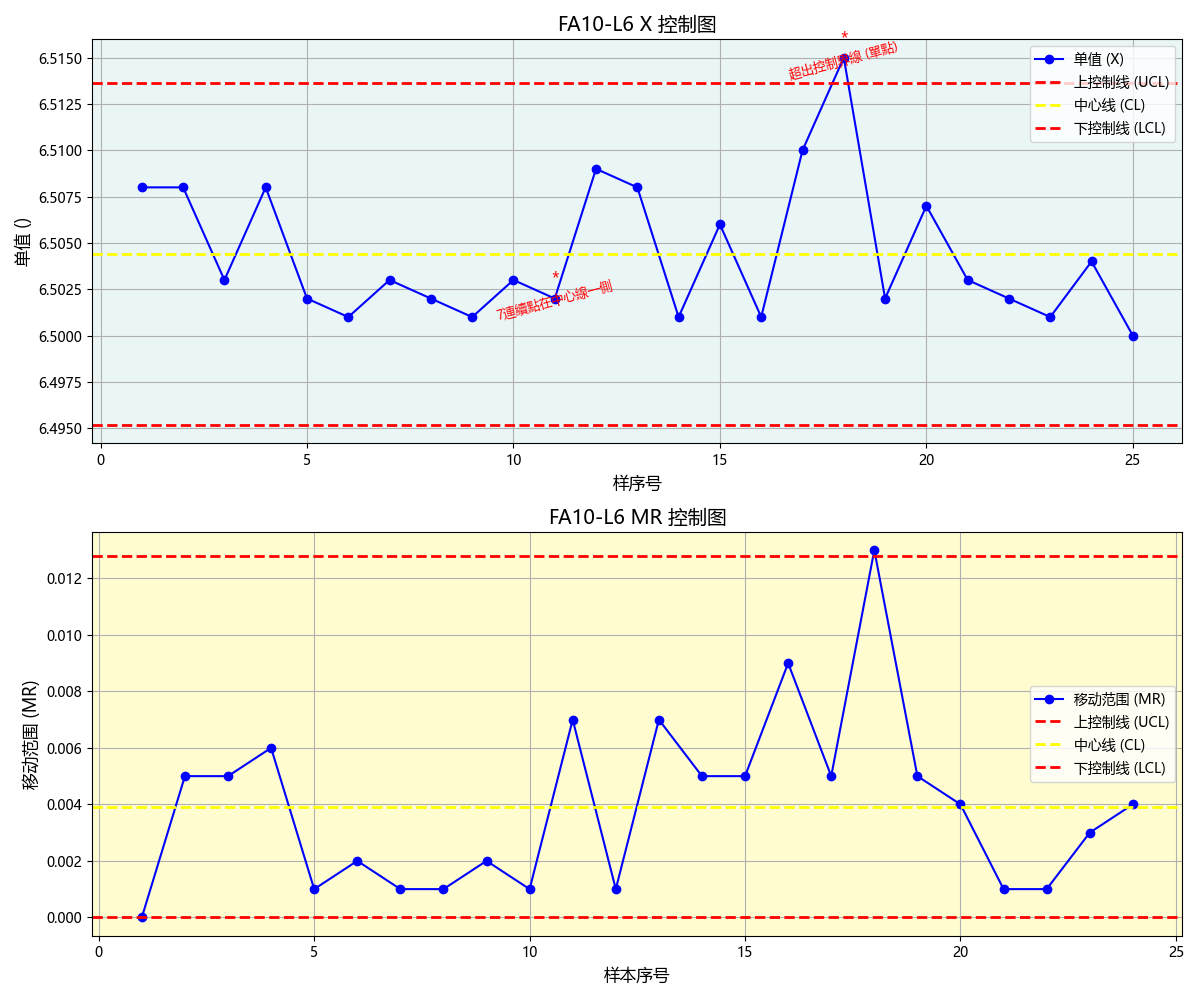 FA10-L6 X 控制图
单值 ()
6.5150
6.5125
6.5100
6.5075
6.5050
6.5025
6.5000
6.4975
6.4950
*
超出控制界線 (單點)
*
7連續點在中心線一側
单值 (X)
上控制线 (UCL)
中心线 (CL)
下控制线 (LCL)
0 5 10 15 20 25
样序号
FA10-L6 MR 控制图
移动范围 (MR)
0.012
0.010
0.008
0.006
0.004
0.002
0.000
移动范围 (MR)
上控制线 (UCL)
中心线 (CL)
下控制线 (LCL)
0 5 10 15 20 25
样本序号